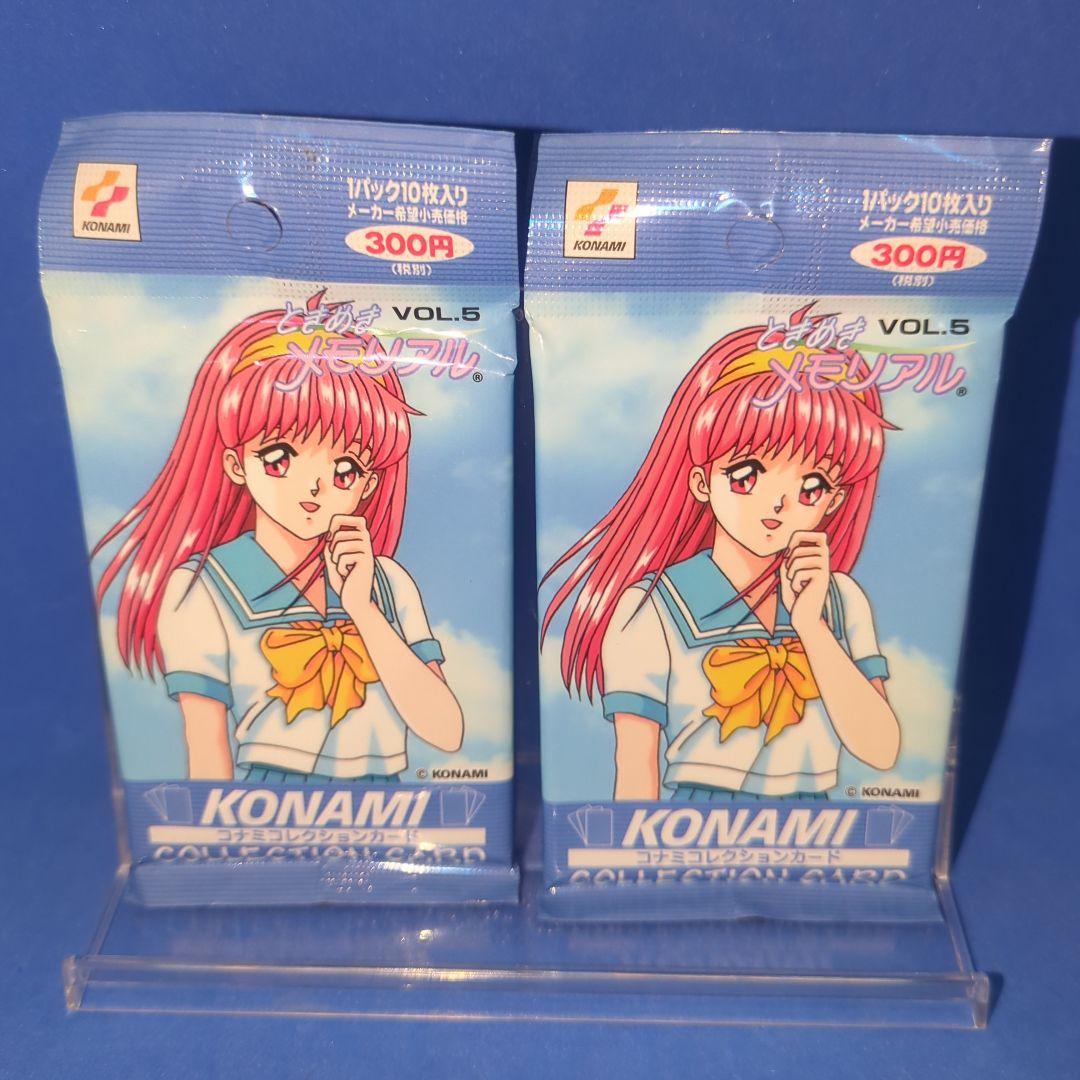 KONAMI
1パック10枚入り
メーカー希望小売価格
300円
(税別)
ときめき VOL.5
メモリアル®
© KONAMI
KONAMI
コナミコレクションカード
COLLECTION CARD
KONAMI
1パック10枚入り
メーカー希望小売価格
300円
(税別)
ときめき VOL.5
メモリアル®
© KONAMI
KONAMI
コナミコレクションカード
COLLECTION CARD